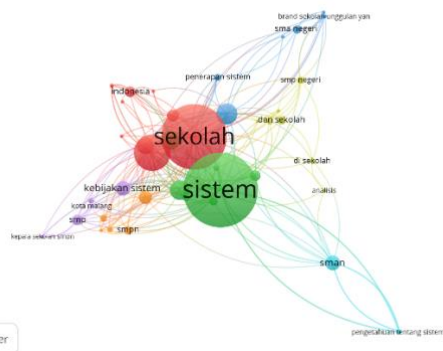 brand sekolah unggulan yan
sma negeri
penerapan sistem
smp negeri
indonesia
dan sekolah
sekolah
di sekolah
kebijakan sistem
sistem
analisis
kota malang
smp
smpn
kepala sekolah
sman
pengetahuan tentang sistem
er